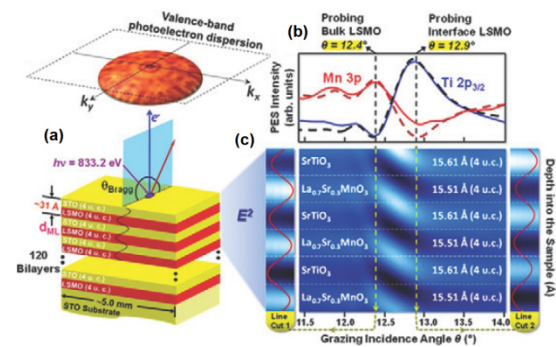 Valence-band
photoelectron dispersion
kx
ky
(a)
e-
hν = 833.2 eV
θBragg
~31 Å
dML
STO (4 u.c.)
LSMO (4 u.c.)
STO (4 u.c.)
LSMO (4 u.c.)
STO (4 u.c.)
LSMO (4 u.c.)
120
Bilayers
STO (4 u.c.)
LSMO (4 u.c.)
~5.0 mm
STO Substrate
(b)
Probing
Bulk LSMO
θ = 12.4°
Probing
Interface LSMO
θ = 12.9°
PES Intensity
(arb. units)
Mn 3p
Ti 2p3/2
(c)
E2
SrTiO3 15.61 Å (4 u.c.)
La0.7Sr0.3MnO3 15.51 Å (4 u.c.)
SrTiO3 15.61 Å (4 u.c.)
La0.7Sr0.3MnO3 15.51 Å (4 u.c.)
SrTiO3 15.61 Å (4 u.c.)
La0.7Sr0.3MnO3 15.51 Å (4 u.c.)
Depth into the Sample (Å)
Line
Cut 1
Line
Cut 2
11.5 12.0 12.5 13.0 13.5 14.0
Grazing Incidence Angle θ (°)